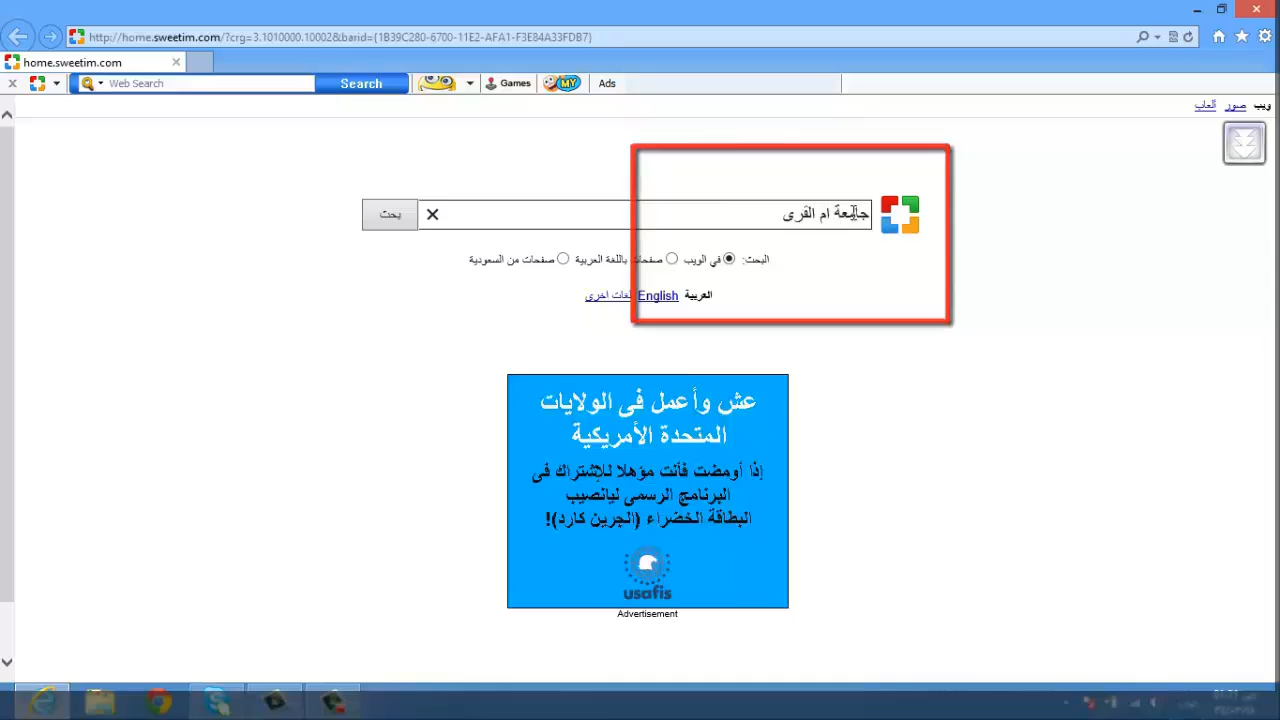 http://home.sweetim.com/?crg=3.1010000.10002&barid={1B39C280-6700-11E2-AFA1-F3E84A33FDB7}
home.sweetim.com
Web Search Search Games MY Ads
ويب صور ألعاب
جامعة ام القرى بحث
البحث: في الويب صفحات باللغة العربية صفحات من السعودية
العربية English لغات اخرى
عش وأعمل فى الولايات
المتحدة الأمريكية
إذا أومضت فأنت مؤهلا للإشتراك فى
البرنامج الرسمى ليانصيب
البطاقة الخضراء (الجرين كارد)!
usafis
Advertisement